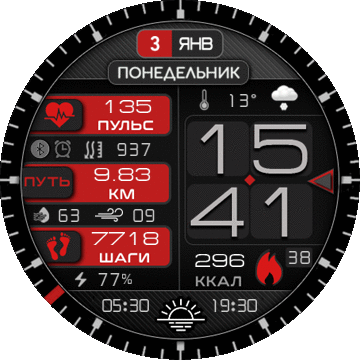 3 ЯНВ
ПОНЕДЕЛЬНИК
13°
135
ПУЛЬС
937
15
41
ПУТЬ
9.83
КМ
63
09
7718
ШАГИ
77%
296
ККАЛ
38
05:30
19:30